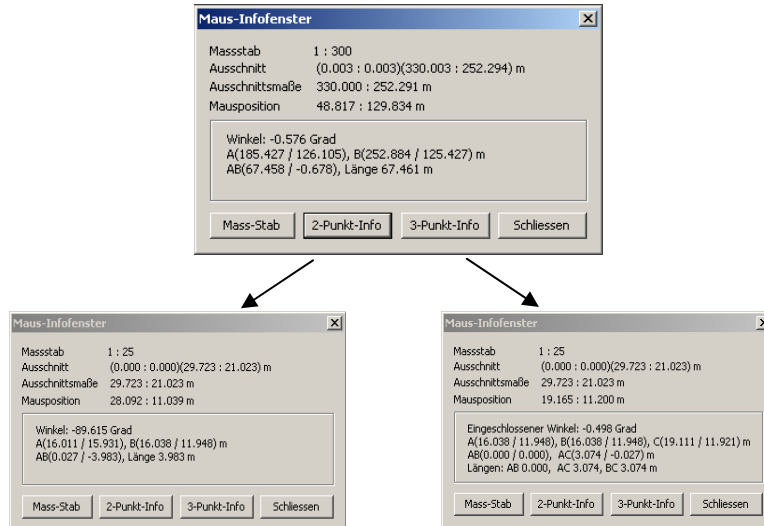 Maus-Infofenster
Massstab 1 : 300
Ausschnitt (0.003 : 0.003)(330.003 : 252.294) m
Ausschnittsmaße 330.000 : 252.291 m
Mausposition 48.817 : 129.834 m
Winkel: -0.576 Grad
A(185.427 / 126.105), B(252.884 / 125.427) m
AB(67.458 / -0.678), Länge 67.461 m
Mass-Stab 2-Punkt-Info 3-Punkt-Info Schliessen
Maus-Infofenster
Massstab 1 : 25
Ausschnitt (0.000 : 0.000)(29.723 : 21.023) m
Ausschnittsmaße 29.723 : 21.023 m
Mausposition 28.092 : 11.039 m
Winkel: -89.615 Grad
A(16.011 / 15.931), B(16.038 / 11.948) m
AB(0.027 / -3.983), Länge 3.983 m
Mass-Stab 2-Punkt-Info 3-Punkt-Info Schliessen
Maus-Infofenster
Massstab 1 : 25
Ausschnitt (0.000 : 0.000)(29.723 : 21.023) m
Ausschnittsmaße 29.723 : 21.023 m
Mausposition 19.165 : 11.200 m
Eingeschlossener Winkel: -0.498 Grad
A(16.038 / 11.948), B(16.038 / 11.948), C(19.111 / 11.921) m
AB(0.000 / 0.000), AC(3.074 / -0.027) m
Längen: AB 0.000, AC 3.074, BC 3.074 m
Mass-Stab 2-Punkt-Info 3-Punkt-Info Schliessen